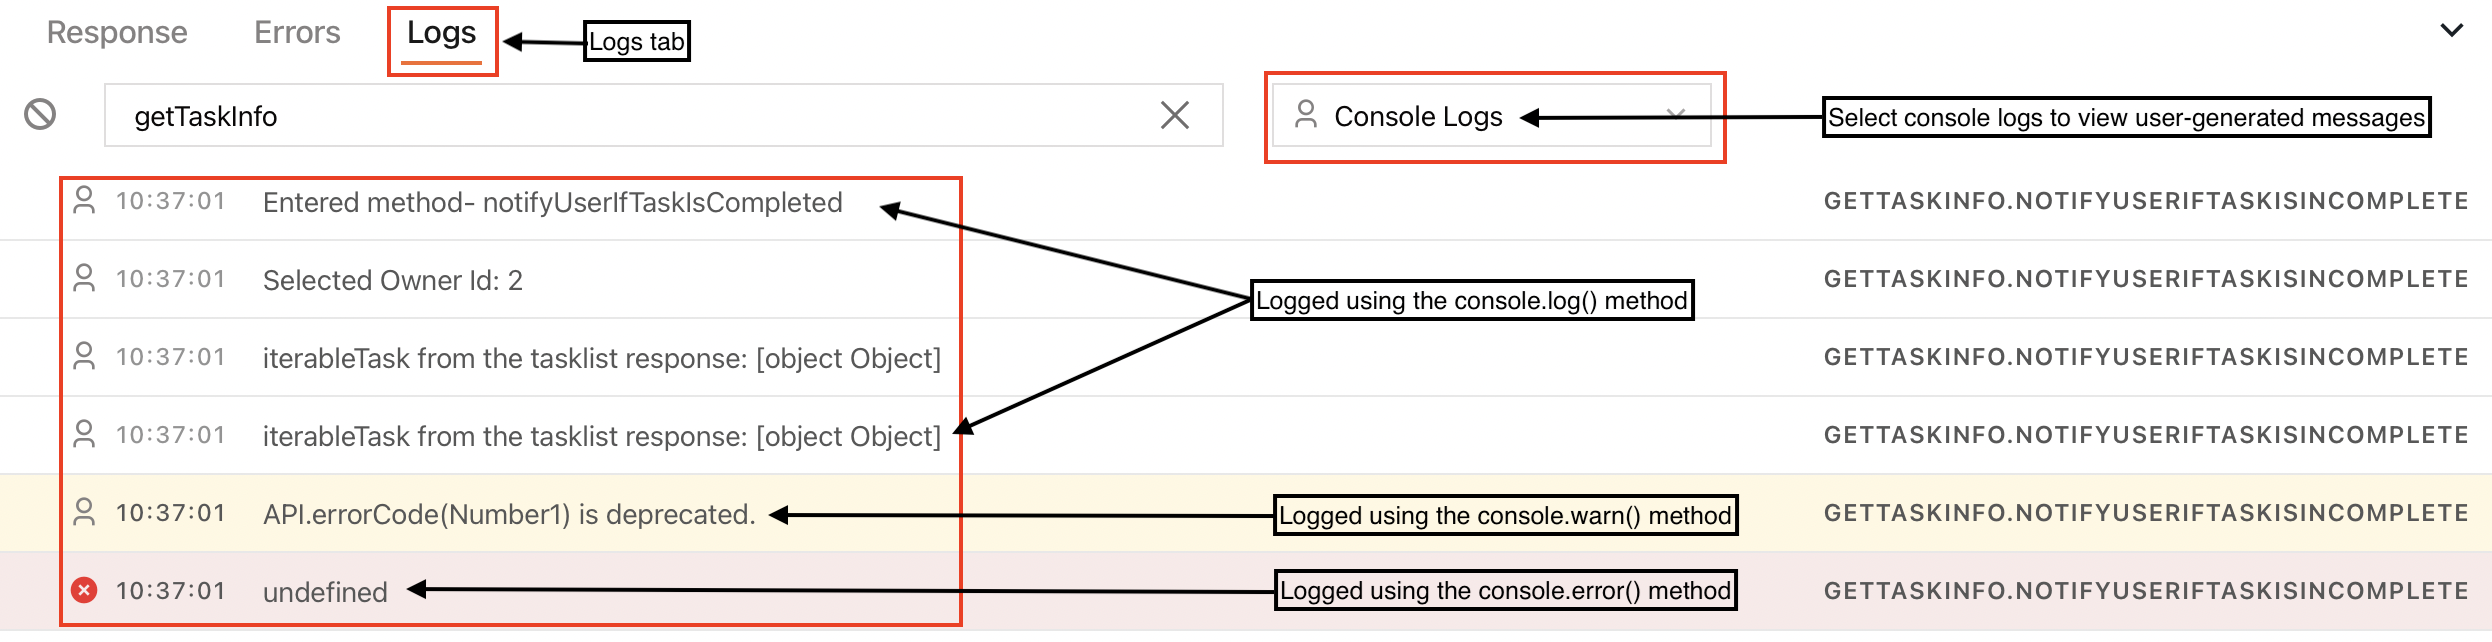 Response Errors Logs Logs tab
getTaskInfo Console Logs Select console logs to view user-generated messages
10:37:01 Entered method- notifyUserIfTaskIsCompleted GETTASKINFO.NOTIFYUSERIFTASKISINCOMPLETE
10:37:01 Selected Owner Id: 2 GETTASKINFO.NOTIFYUSERIFTASKISINCOMPLETE
Logged using the console.log() method
10:37:01 iterableTask from the tasklist response: [object Object] GETTASKINFO.NOTIFYUSERIFTASKISINCOMPLETE
10:37:01 iterableTask from the tasklist response: [object Object] GETTASKINFO.NOTIFYUSERIFTASKISINCOMPLETE
10:37:01 API.errorCode(Number1) is deprecated. Logged using the console.warn() method GETTASKINFO.NOTIFYUSERIFTASKISINCOMPLETE
10:37:01 undefined Logged using the console.error() method GETTASKINFO.NOTIFYUSERIFTASKISINCOMPLETE